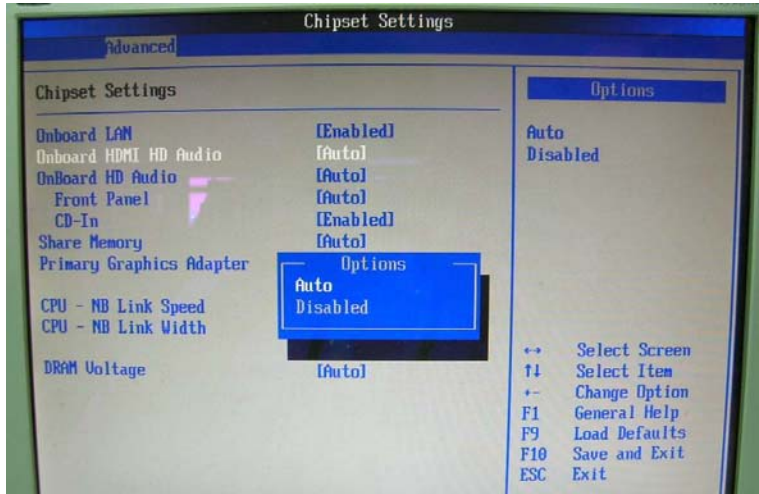 Chipset Settings
Advanced
Chipset Settings
Onboard LAN [Enabled]
Onboard HDMI HD Audio [Auto]
OnBoard HD Audio [Auto]
Front Panel [Auto]
CD-In [Enabled]
Share Memory [Auto]
Primary Graphics Adapter
CPU - NB Link Speed
CPU - NB Link Width
DRAM Voltage [Auto]
Options
Auto
Disabled
Options
Auto
Disabled
↔ Select Screen
↑↓ Select Item
+- Change Option
F1 General Help
F9 Load Defaults
F10 Save and Exit
ESC Exit